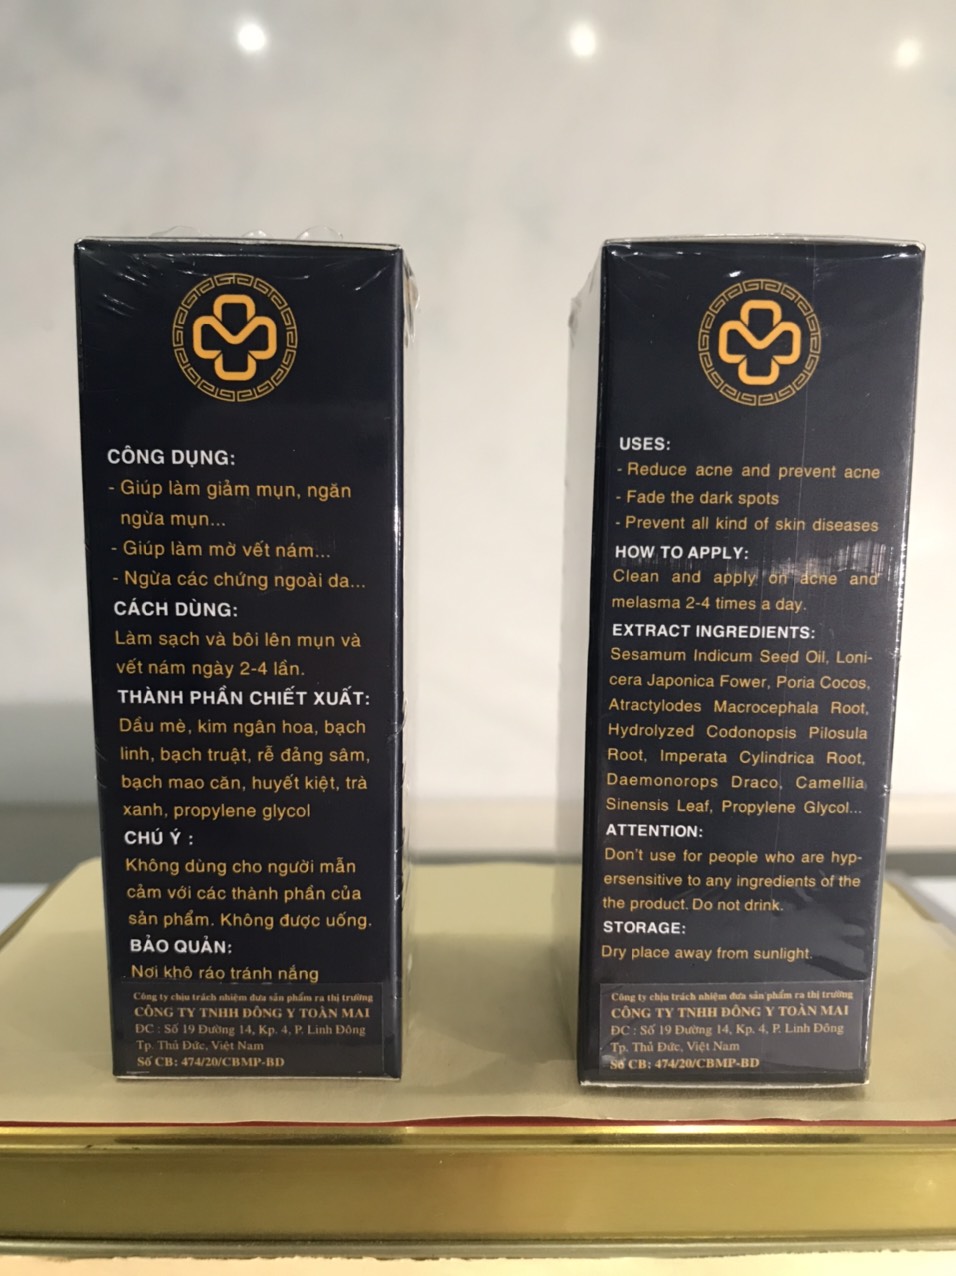 CÔNG DỤNG:
- Giúp làm giảm mụn, ngăn
ngừa mụn...
- Giúp làm mờ vết nám...
- Ngừa các chứng ngoài da...
CÁCH DÙNG:
Làm sạch và bôi lên mụn và
vết nám ngày 2-4 lần.
THÀNH PHẦN CHIẾT XUẤT:
Dầu mè, kim ngân hoa, bạch
linh, bạch truật, rễ đảng sâm,
bạch mao căn, huyết kiệt, trà
xanh, propylene glycol
CHÚ Ý :
Không dùng cho người mẫn
cảm với các thành phần của
sản phẩm. Không được uống.
BẢO QUẢN:
Nơi khô ráo tránh nắng
Công ty chịu trách nhiệm đưa sản phẩm ra thị trường
CÔNG TY TNHH ĐÔNG Y TOÀN MAI
ĐC : Số 19 Đường 14, Kp. 4, P. Linh Đông
Tp. Thủ Đức, Việt Nam
Số CB: 474/20/CBMP-BD
USES:
- Reduce acne and prevent acne
- Fade the dark spots
- Prevent all kind of skin diseases
HOW TO APPLY:
Clean and apply on acne and
melasma 2-4 times a day.
EXTRACT INGREDIENTS:
Sesamum Indicum Seed Oil, Loni-
cera Japonica Fower, Poria Cocos,
Atractylodes Macrocephala Root,
Hydrolyzed Codonopsis Pilosula
Root, Imperata Cylindrica Root,
Daemonorops Draco, Camellia
Sinensis Leaf, Propylene Glycol...
ATTENTION:
Don't use for people who are hyp-
ersensitive to any ingredients of the
the product. Do not drink.
STORAGE:
Dry place away from sunlight.
Công ty chịu trách nhiệm đưa sản phẩm ra thị trường
CÔNG TY TNHH ĐÔNG Y TOÀN MAI
ĐC : Số 19 Đường 14, Kp. 4, P. Linh Đông
Tp. Thủ Đức, Việt Nam
Số CB: 474/20/CBMP-BD